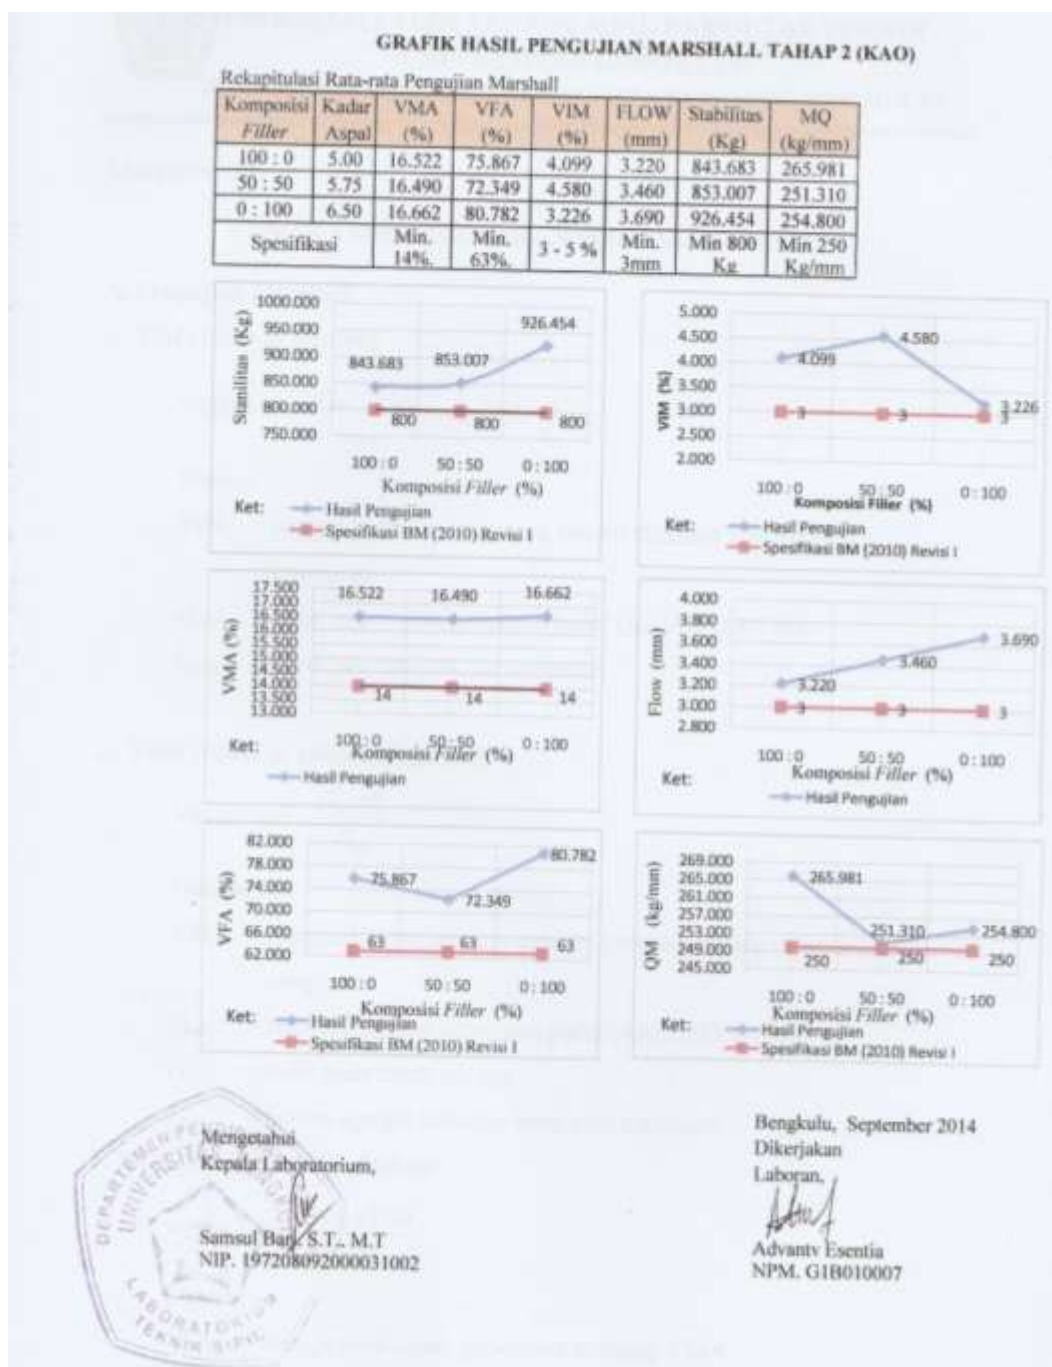 GRAFIK HASIL PENGUJIAN MARSHALL TAHAP 2 (KAO)
Rekapitulasi Rata-rata Pengujian Marshall
Komposisi Filler Kadar Aspal VMA (%) VFA (%) VIM (%) FLOW (mm) Stabilitas (Kg) MQ (kg/mm)
100 : 0 5.00 16.522 75.867 4.099 3.220 843.683 265.981
50 : 50 5.75 16.490 72.349 4.580 3.460 853.007 251.310
0 : 100 6.50 16.662 80.782 3.226 3.690 926.454 254.800
Spesifikasi Min. 14%. Min. 63%. 3 - 5 % Min. 3mm Min 800 Kg Min 250 Kg/mm
Stanilitas (Kg)
1000.000
950.000
900.000
850.000
800.000
750.000
843.683 853.007 926.454
800 800 800
100 : 0 50 : 50 0 : 100
Komposisi Filler (%)
Ket: Hasil Pengujian
Spesifikasi BM (2010) Revisi I
VIM (%)
5.000
4.500
4.000
3.500
3.000
2.500
2.000
4.099 4.580 3.226
3 3 3
100 : 0 50 : 50 0 : 100
Komposisi Filler (%)
Ket: Hasil Pengujian
Spesifikasi BM (2010) Revisi I
VMA (%)
17.500
17.000
16.500
16.000
15.500
15.000
14.500
14.000
13.500
13.000
16.522 16.490 16.662
14 14 14
100 : 0 50 : 50 0 : 100
Komposisi Filler (%)
Ket:
Hasil Pengujian
Flow (mm)
4.000
3.800
3.600
3.400
3.200
3.000
2.800
3.220 3.460 3.690
3 3 3
100 : 0 50 : 50 0 : 100
Komposisi Filler (%)
Ket:
Hasil Pengujian
VFA (%)
82.000
78.000
74.000
70.000
66.000
62.000
75.867 72.349 80.782
63 63 63
100 : 0 50 : 50 0 : 100
Komposisi Filler (%)
Ket: Hasil Pengujian
Spesifikasi BM (2010) Revisi I
QM (kg/mm)
269.000
265.000
261.000
257.000
253.000
249.000
245.000
265.981 251.310 254.800
250 250 250
100 : 0 50 : 50 0 : 100
Komposisi Filler (%)
Ket: Hasil Pengujian
Spesifikasi BM (2010) Revisi I
Mengetahui
Kepala Laboratorium,
Samsul Bari, S.T., M.T
NIP. 197208092000031002
Bengkulu, September 2014
Dikerjakan
Laboran,
Advanty Esentia
NPM. G1B010007
DEPARTEMEN
UNIVERSITAS
LABORATORIUM
TEKNIK SIPIL